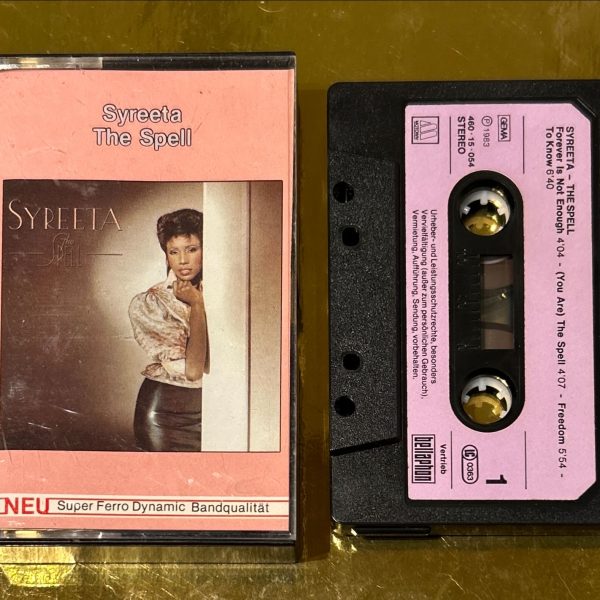 Syreeta
The Spell
SYREETA
The
Spell
NEU Super Ferro Dynamic Bandqualität
SYREETA – THE SPELL
Forever Is Not Enough 4'04 – (You Are) The Spell 4'07 – Freedom 5'54 –
To Know 6'40
GEMA
℗ 1983
MOTOWN
460·15·054
STEREO
Urheber- und Leistungsschutzrechte, besonders
Vervielfältigung (außer zum persönlichen Gebrauch),
Vermietung, Aufführung, Sendung, vorbehalten.
1
LC 0363
Vertrieb
bellaphon